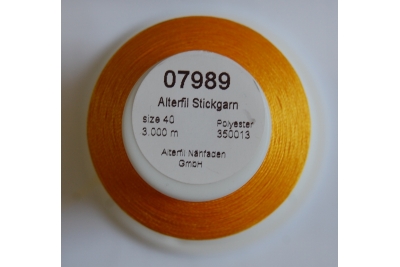 07989
Alterfil Stickgarn
size 40 Polyester
3.000 m 350013
Alterfil Nähfaden
GmbH